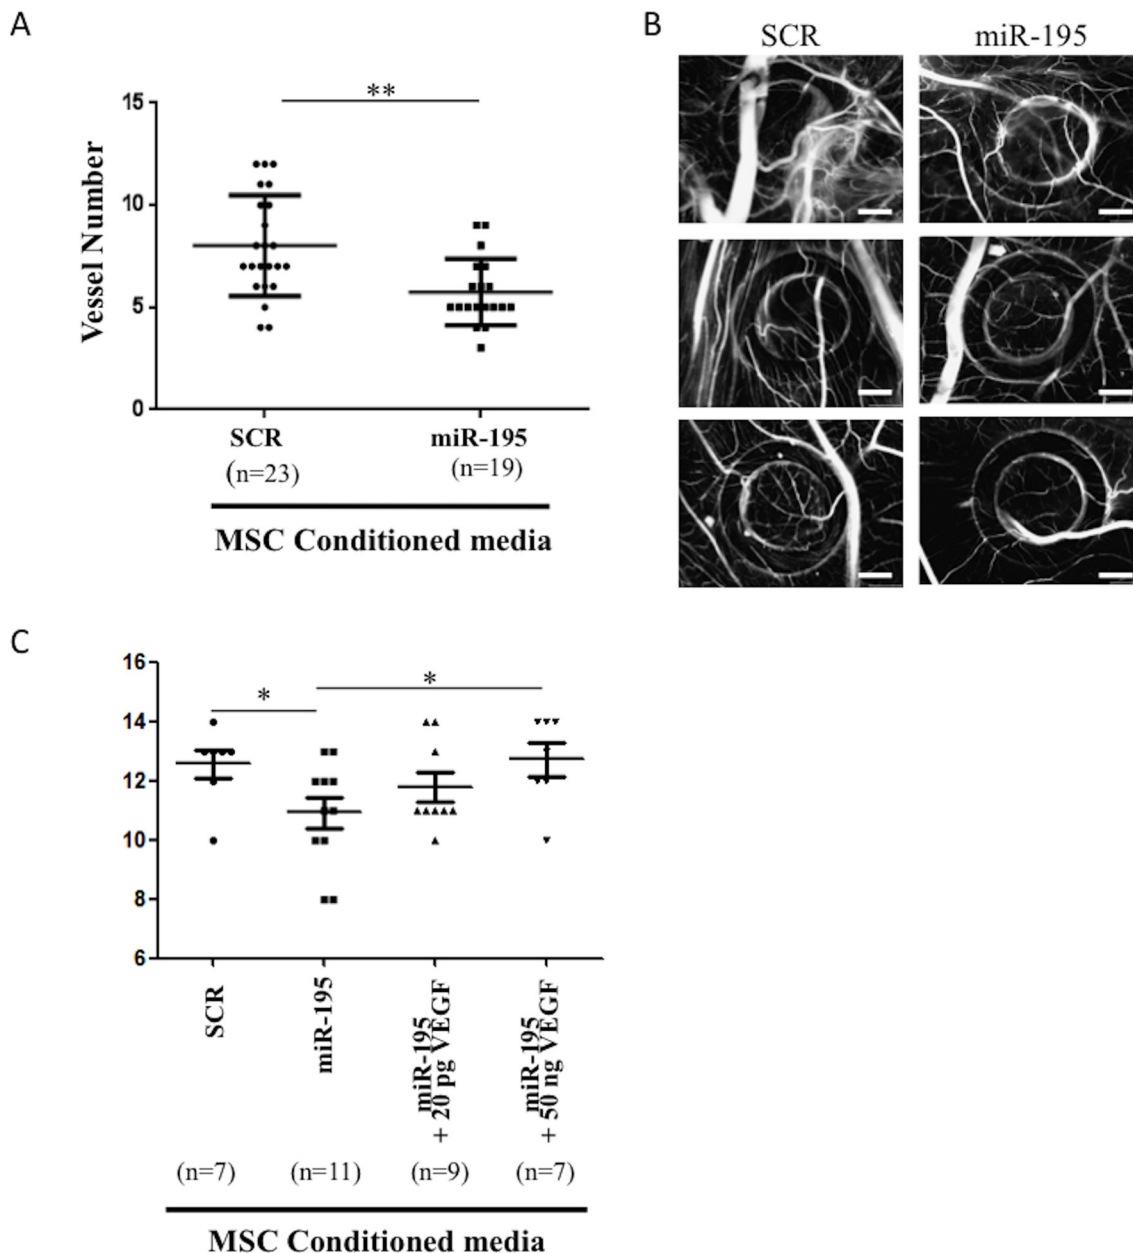 A
B
SCR
miR-195
**
15
10
5
0
Vessel Number
SCR
miR-195
(n=23)
(n=19)
MSC Conditioned media
C
16
14
12
10
8
6
*
*
SCR
miR-195
miR-195
+ 20 pg VEGF
miR-195
+ 50 ng VEGF
(n=7)
(n=11)
(n=9)
(n=7)
MSC Conditioned media